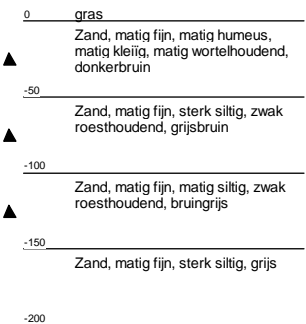 0 gras
Zand, matig fijn, matig humeus,
matig kleiïg, matig wortelhoudend,
donkerbruin
-50
Zand, matig fijn, sterk siltig, zwak
roesthoudend, grijsbruin
-100
Zand, matig fijn, matig siltig, zwak
roesthoudend, bruingrijs
-150
Zand, matig fijn, sterk siltig, grijs
-200